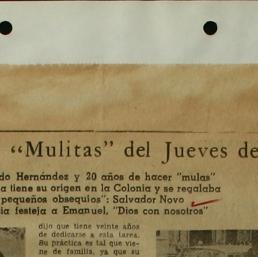 "Mulitas" del Jueves de
do Hernández y 20 años de hacer "mulas"
a tiene su origen en la Colonia y se regalaba
pequeños obsequios"; Salvador Novo
ia festeja a Emanuel, "Dios con nosotros"
dijo que tiene veinte años
de dedicarse a esta tarea.
Su práctica es tal que vie-
ne de familia, ya que su